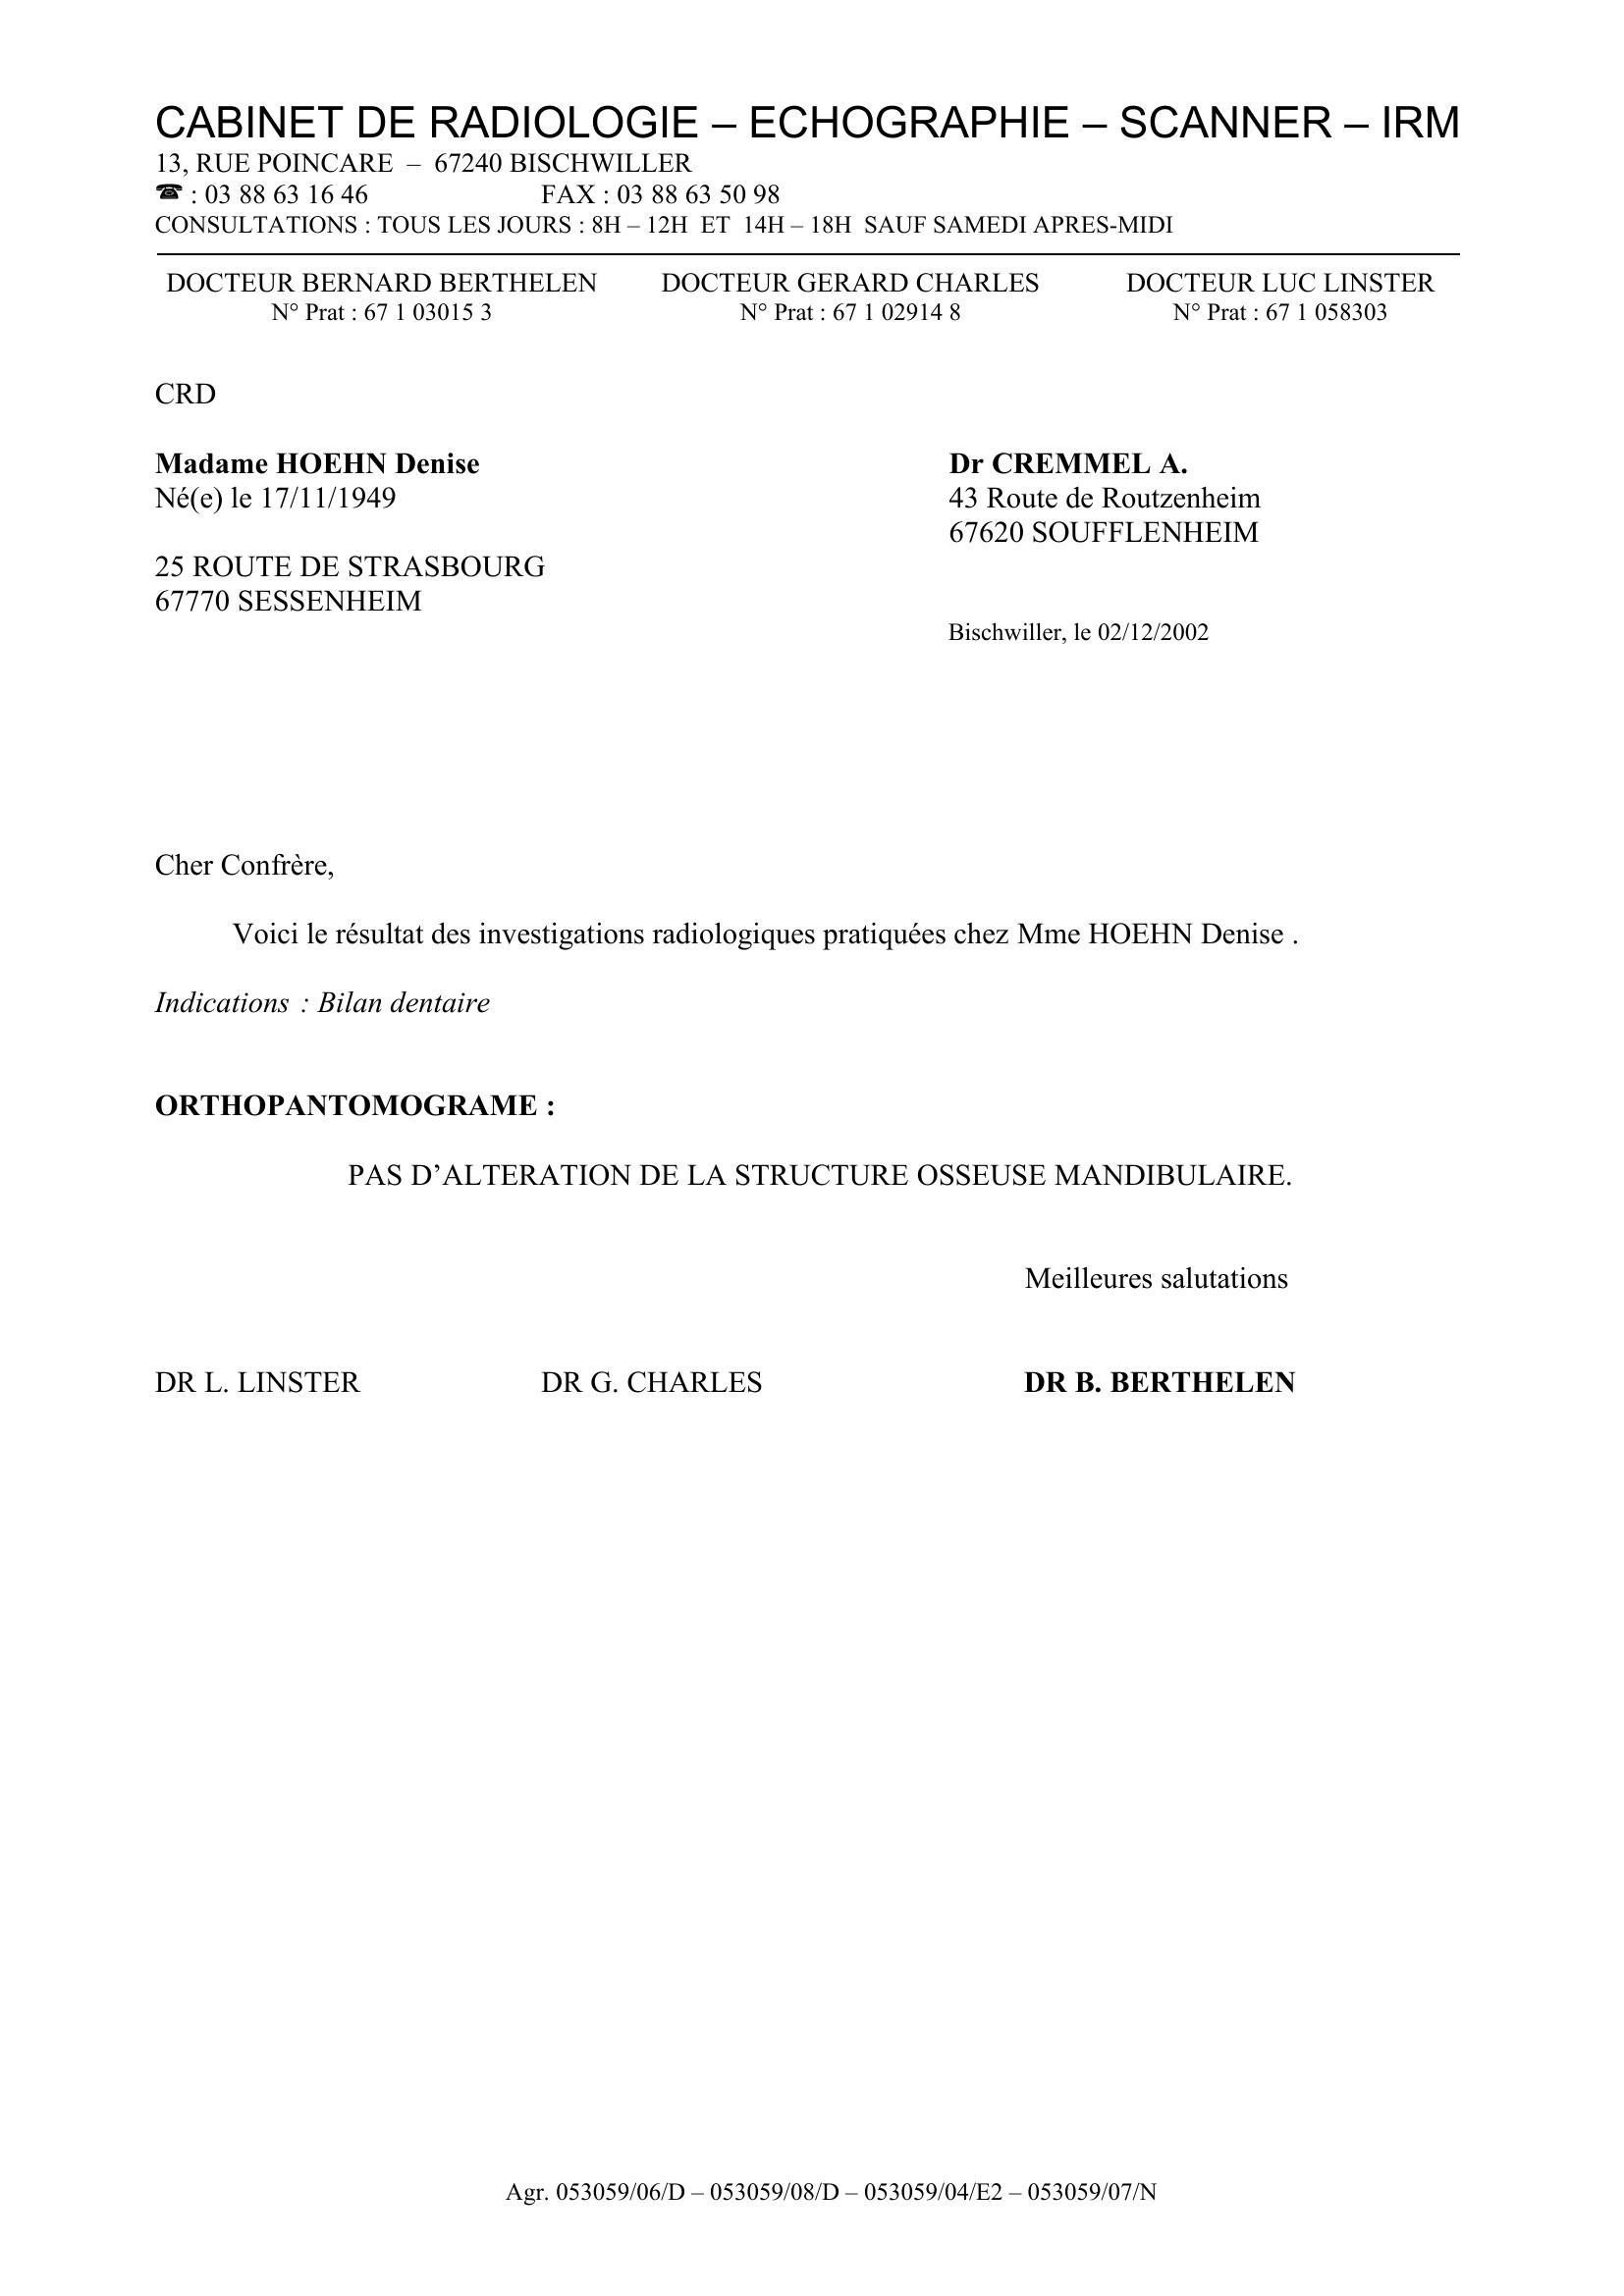 CABINET DE RADIOLOGIE – ECHOGRAPHIE – SCANNER – IRM
13, RUE POINCARE – 67240 BISCHWILLER
☎ : 03 88 63 16 46 FAX : 03 88 63 50 98
CONSULTATIONS : TOUS LES JOURS : 8H – 12H ET 14H – 18H SAUF SAMEDI APRES-MIDI
DOCTEUR BERNARD BERTHELEN DOCTEUR GERARD CHARLES DOCTEUR LUC LINSTER
N° Prat : 67 1 03015 3 N° Prat : 67 1 02914 8 N° Prat : 67 1 058303
CRD
Madame HOEHN Denise Dr CREMMEL A.
Né(e) le 17/11/1949 43 Route de Routzenheim
67620 SOUFFLENHEIM
25 ROUTE DE STRASBOURG
67770 SESSENHEIM
Bischwiller, le 02/12/2002
Cher Confrère,
Voici le résultat des investigations radiologiques pratiquées chez Mme HOEHN Denise .
Indications : Bilan dentaire
ORTHOPANTOMOGRAME :
PAS D’ALTERATION DE LA STRUCTURE OSSEUSE MANDIBULAIRE.
Meilleures salutations
DR L. LINSTER DR G. CHARLES DR B. BERTHELEN
Agr. 053059/06/D – 053059/08/D – 053059/04/E2 – 053059/07/N